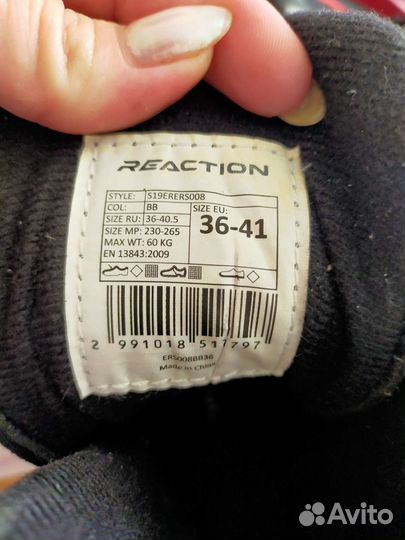 REACTION
STYLE: S19ERERS008
COL: BB
SIZE RU: 36-40.5
SIZE MP: 230-265
MAX WT: 60 KG
EN 13843:2009
SIZE EU:
36-41
2 991018 517797
ERS008BB36
Made in China
Avito